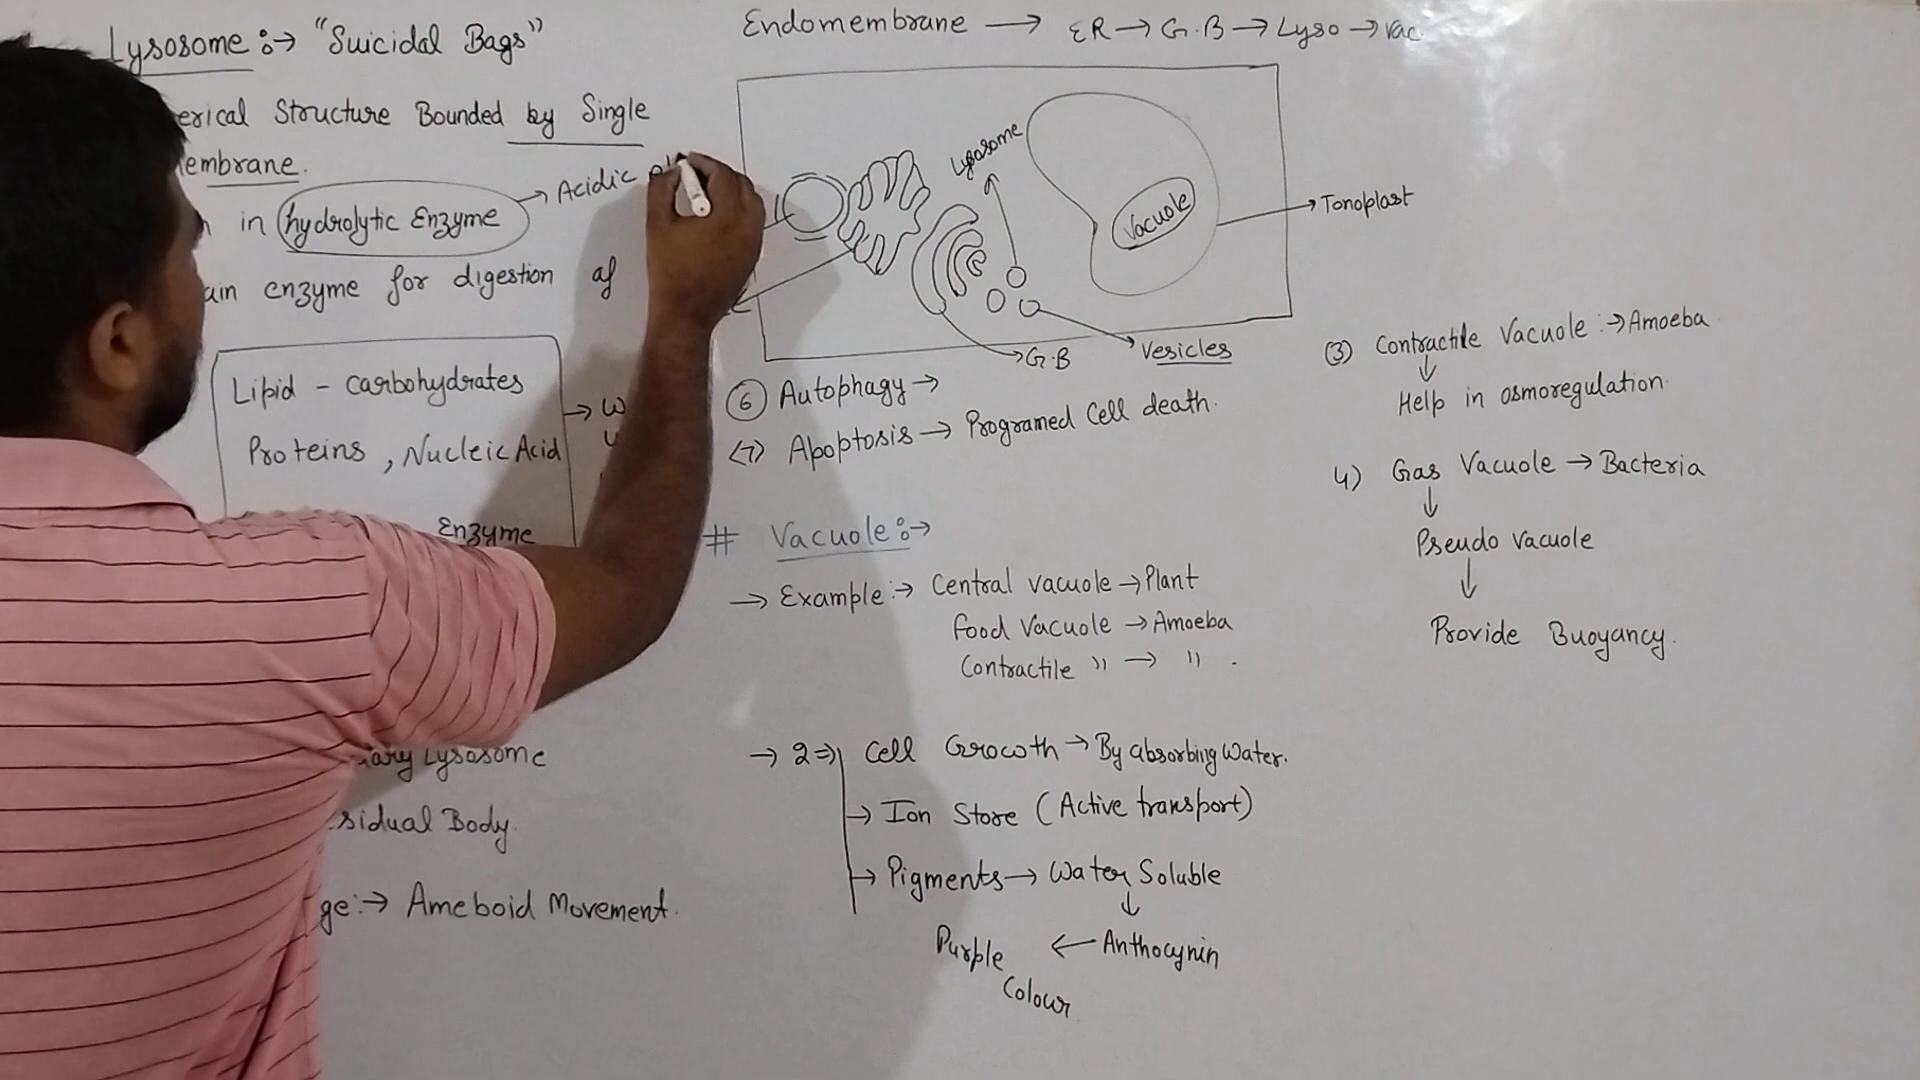 Lysosome :→ "Suicidal Bags"
erical Structure Bounded by Single
embrane.
in hydrolytic Enzyme → Acidic
ain enzyme for digestion of
Lipid - carbohydrates
Proteins, Nucleic Acid
→ W
Enzyme
ary Lysosome
sidual Body
ge :→ Ameboid Movement.
Endomembrane → ER → G.B → Lyso → Vac.
Lysosome
Vacuole
→ Tonoplast
→ G.B
Vesicles
6 Autophagy →
(7) Apoptosis → Programed Cell death.
# Vacuole :→
→ Example :→ Central vacuole → Plant
Food Vacuole → Amoeba
Contractile " → " .
→ 2 ⇒ Cell Growth → By absorbing Water.
→ Ion Store (Active transport)
→ Pigments → Water Soluble
↓
Purple ← Anthocynin
Colour
3 Contractile Vacuole :→ Amoeba
↓
Help in osmoregulation
4) Gas Vacuole → Bacteria
↓
Pseudo vacuole
↓
Provide Buoyancy.